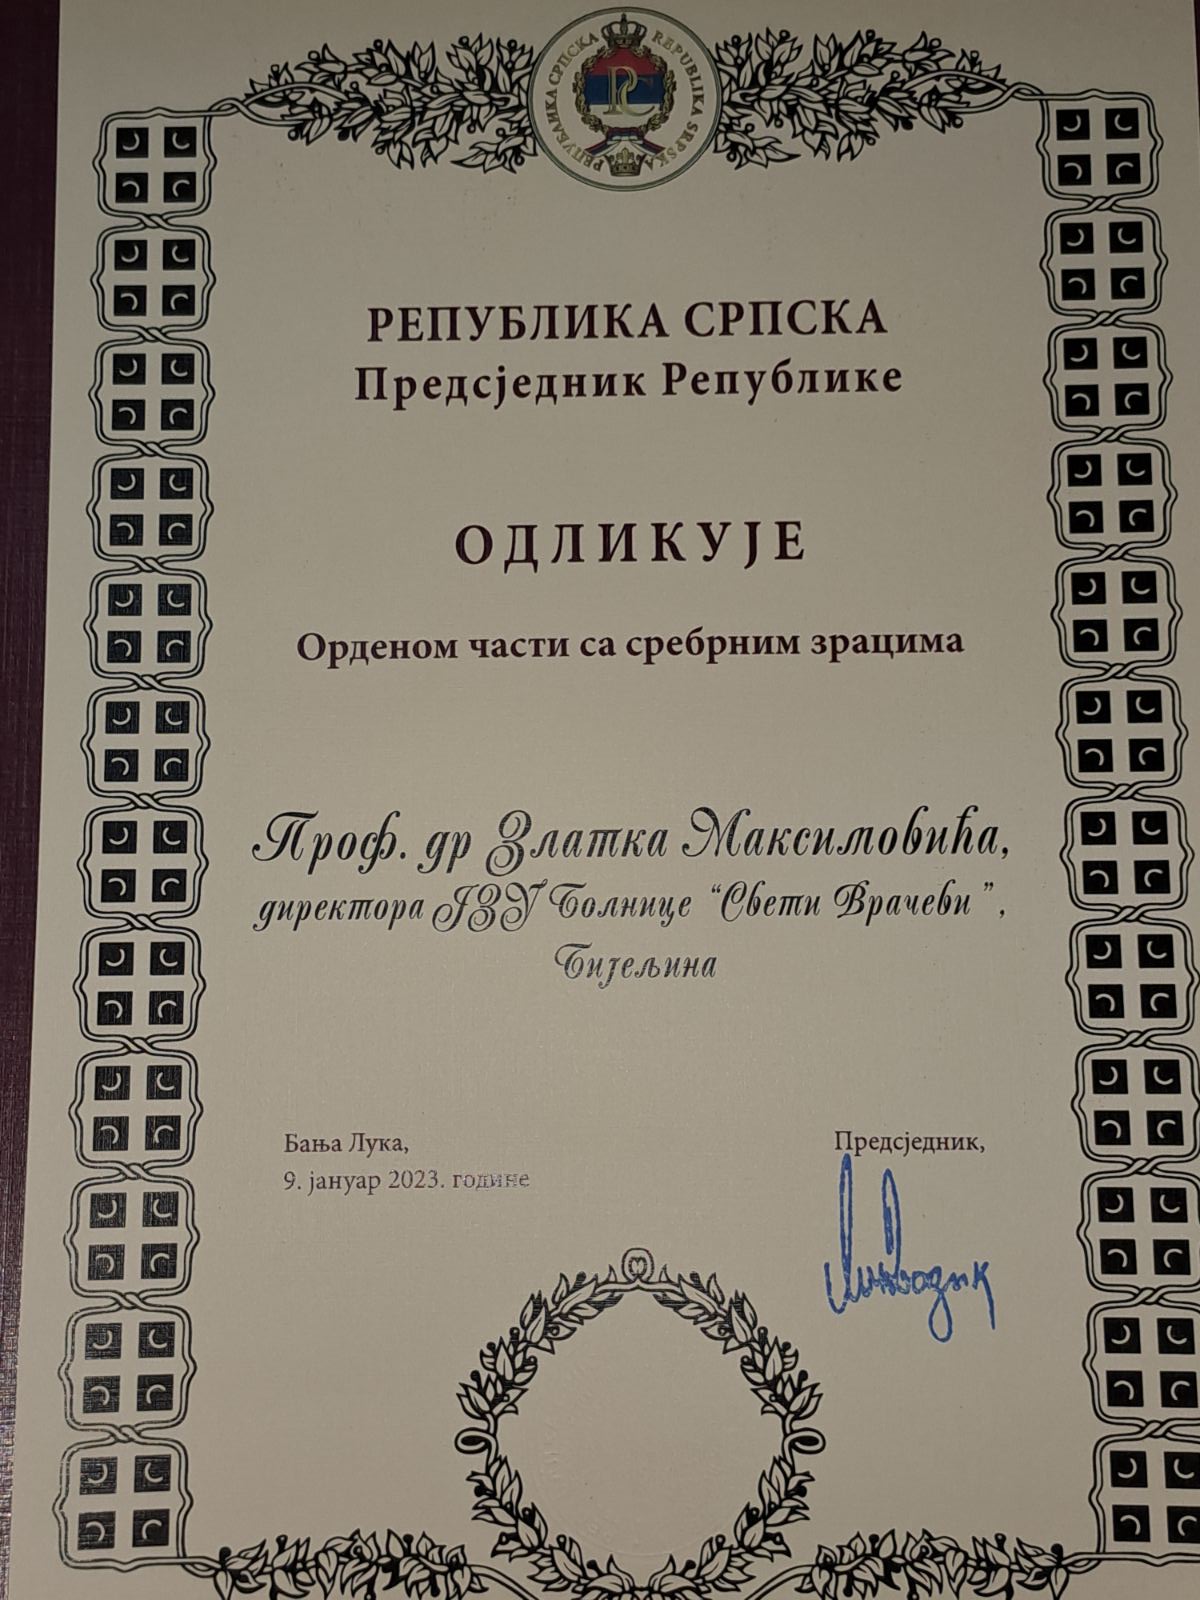 РЕПУБЛИКА СРПСКА REPUBLIKA SRPSKA
РЕПУБЛИКА СРПСКА
Предсједник Републике
ОДЛИКУЈЕ
Орденом части са сребрним зрацима
Проф. др Златка Максимовића,
директора ЈЗУ Болнице “Свети Врачеви”,
Бијељина
Бања Лука,
9. јануар 2023. године
Предсједник,